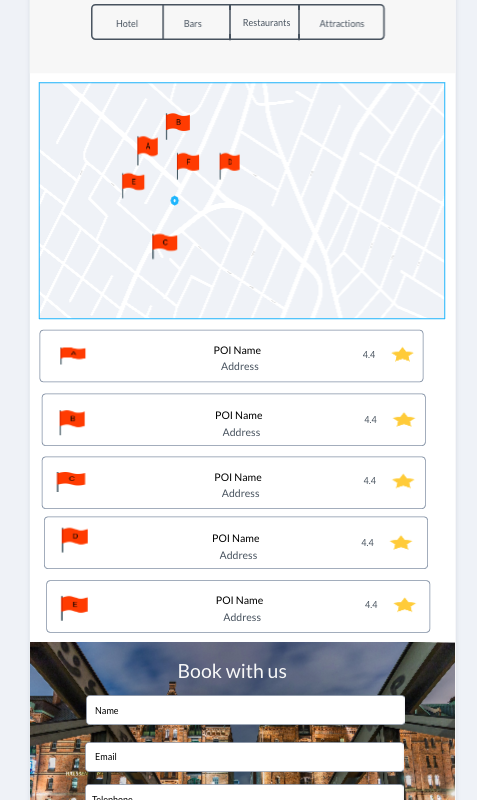 Hotel Bars Restaurants Attractions
B
A
F D
E
C
A POI Name 4.4
Address
B POI Name 4.4
Address
C POI Name 4.4
Address
D POI Name 4.4
Address
E POI Name 4.4
Address
Book with us
Name
Email
Telephone